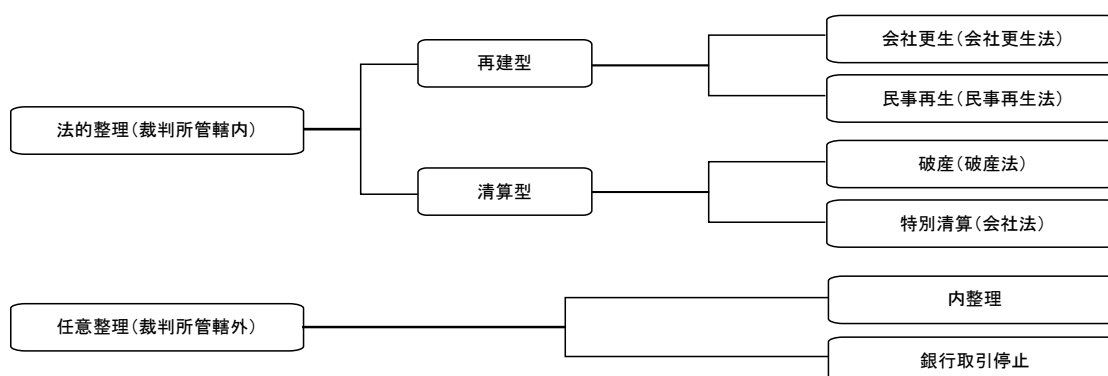 法的整理(裁判所管轄内)
再建型
会社更生(会社更生法)
民事再生(民事再生法)
清算型
破産(破産法)
特別清算(会社法)
任意整理(裁判所管轄外)
内整理
銀行取引停止